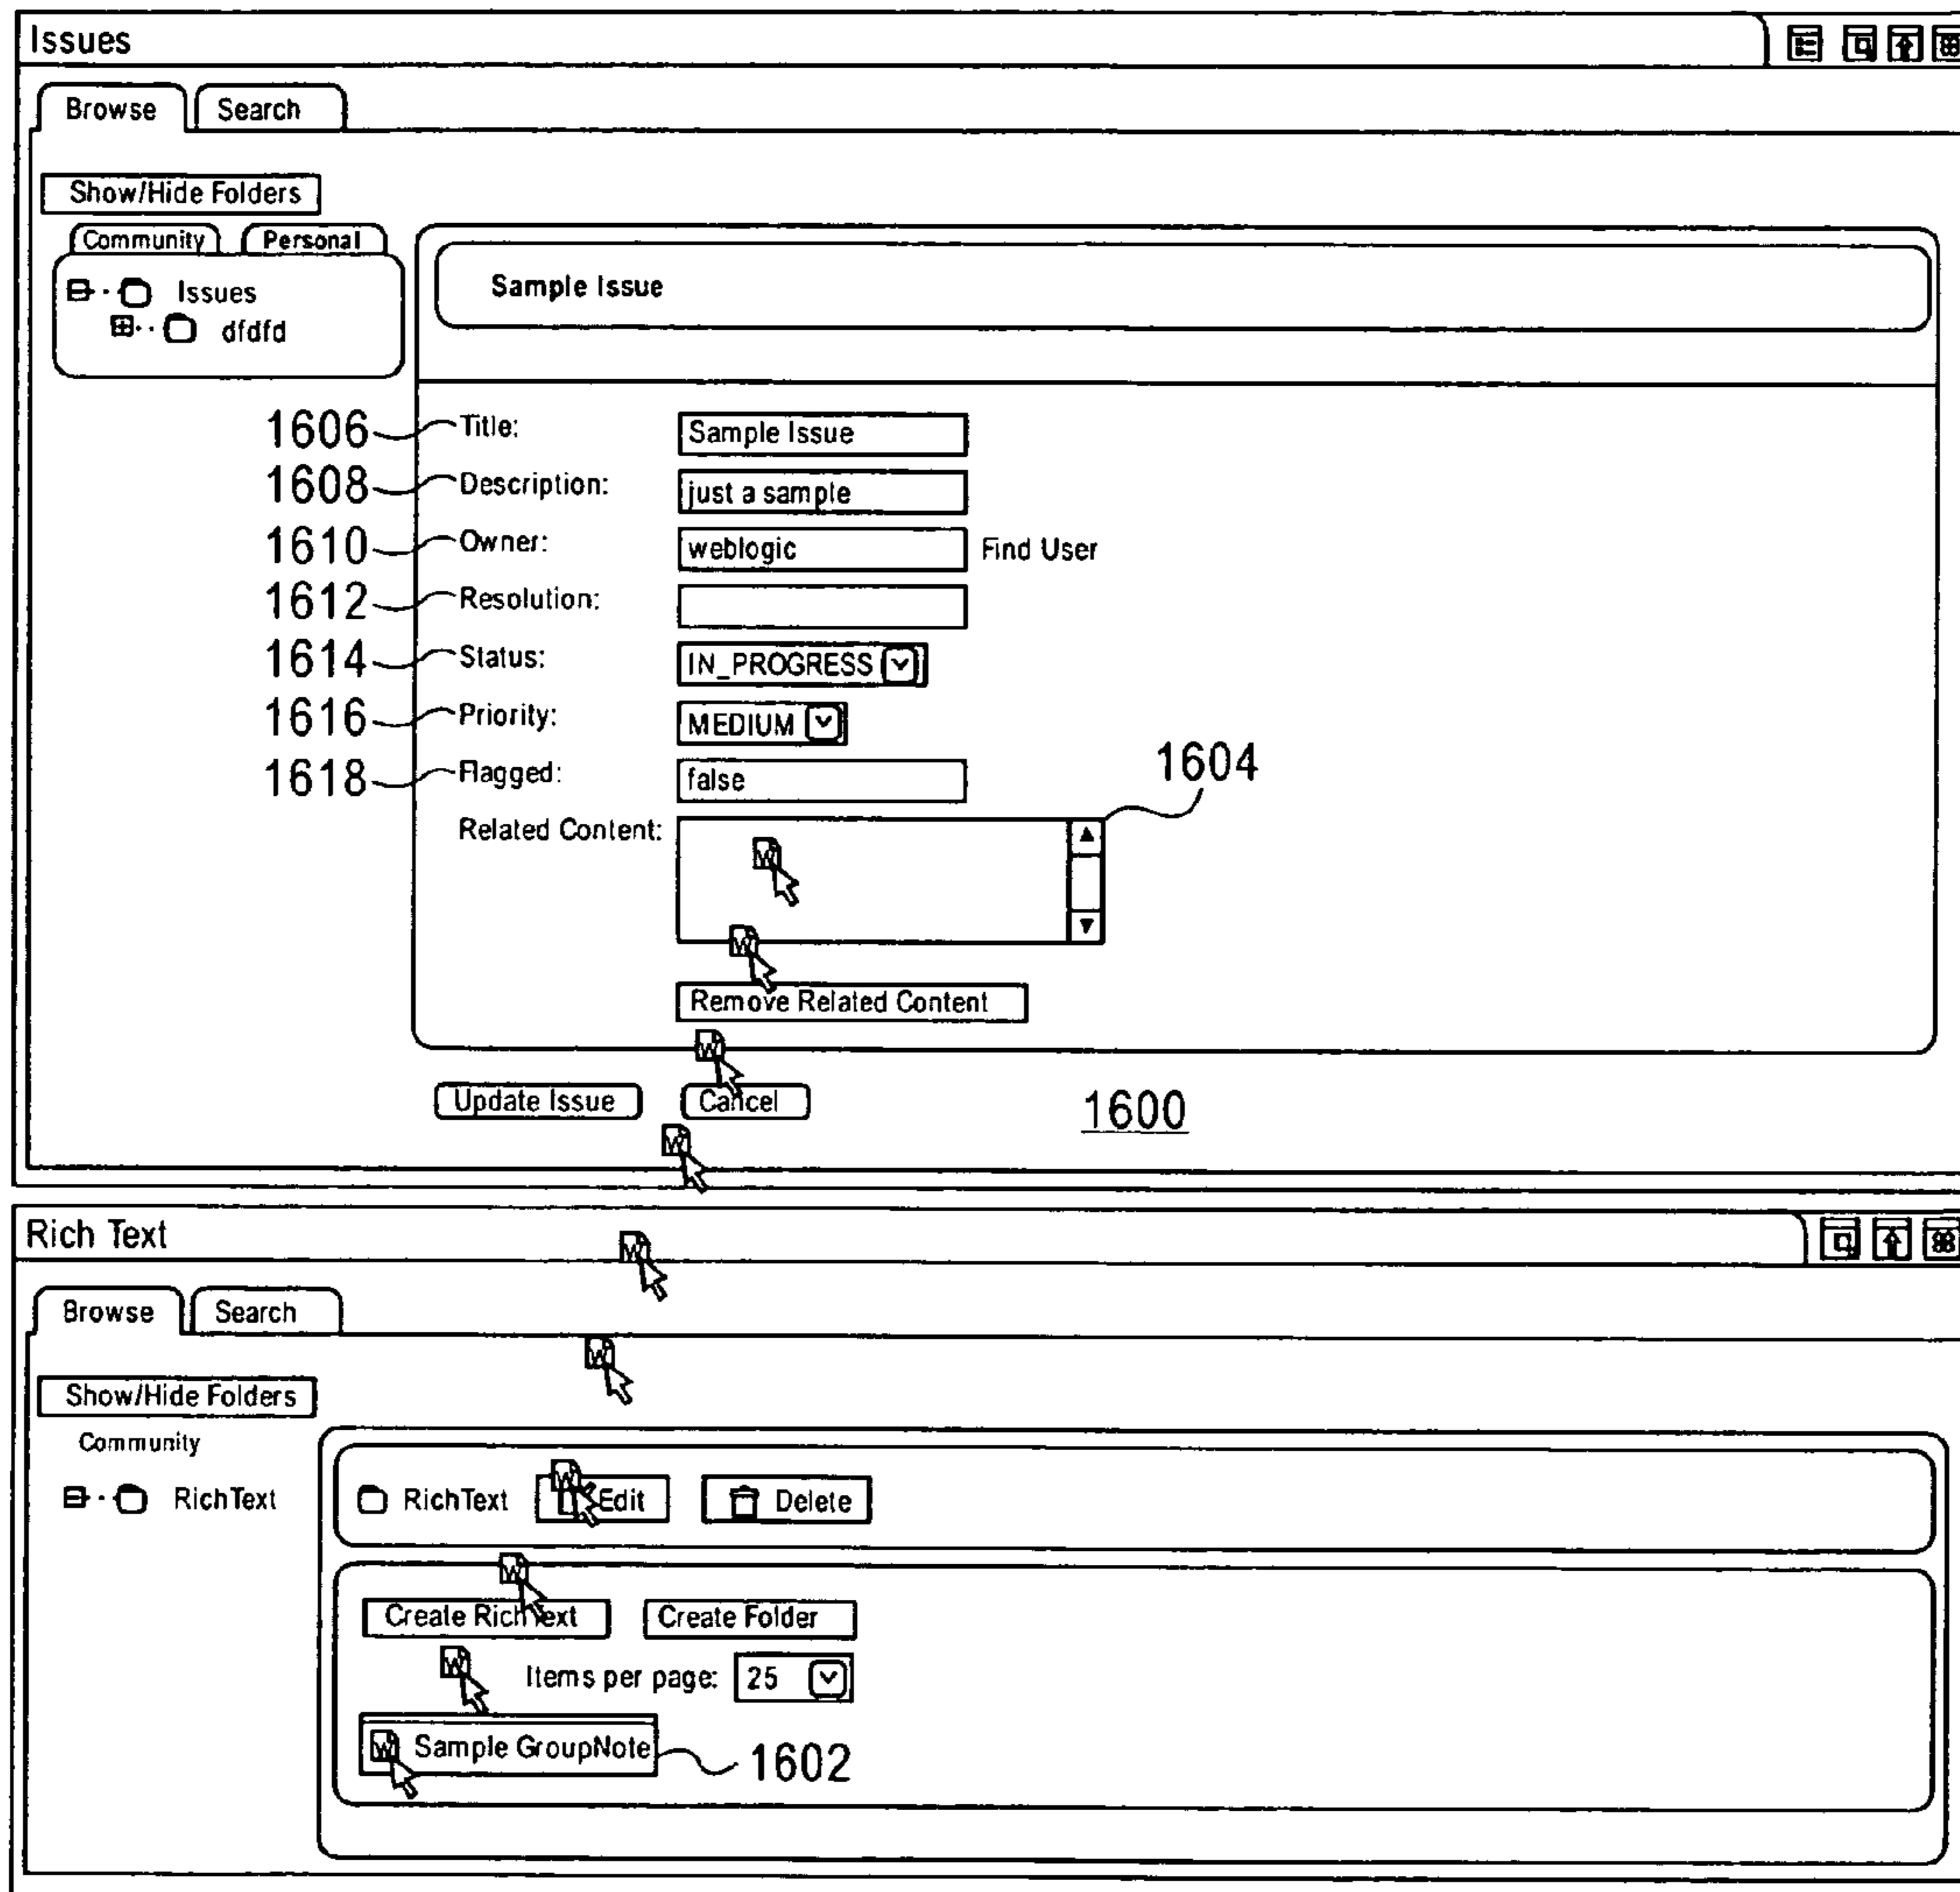 Issues
Browse Search
Show/Hide Folders
Community Personal
Issues
dfdfd
Sample Issue
1606 Title: Sample Issue
1608 Description: just a sample
1610 Owner: weblogic Find User
1612 Resolution:
1614 Status: IN_PROGRESS
1616 Priority: MEDIUM
1618 Flagged: false
1604
Related Content:
Remove Related Content
Update Issue Cancel
1600
Rich Text
Browse Search
Show/Hide Folders
Community
RichText
RichText Edit Delete
Create RichText Create Folder
Items per page: 25
Sample GroupNote 1602